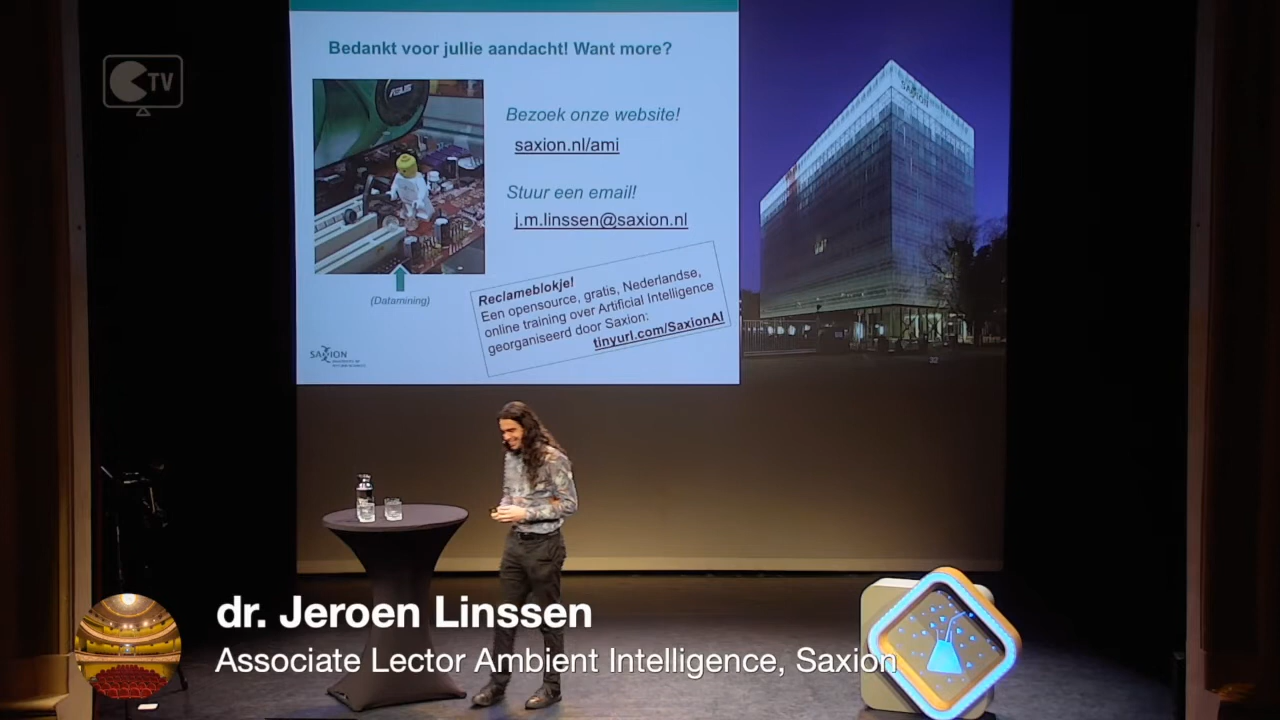 TV
Bedankt voor jullie aandacht! Want more?
ASUS
Bezoek onze website!
saxion.nl/ami
Stuur een email!
j.m.linssen@saxion.nl
(Datamining)
Reclameblokje!
Een opensource, gratis, Nederlandse,
online training over Artificial Intelligence
georganiseerd door Saxion:
tinyurl.com/SaxionAI
SAXION
32
dr. Jeroen Linssen
Associate Lector Ambient Intelligence, Saxion